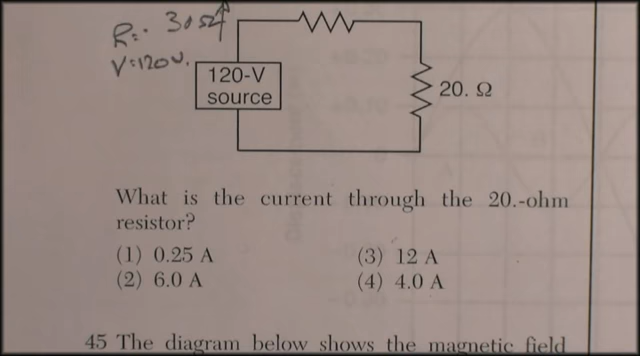 R= 30Ω
V=120V.
120-V
source
20. Ω
What is the current through the 20.-ohm
resistor?
(1) 0.25 A
(2) 6.0 A
(3) 12 A
(4) 4.0 A
45 The diagram below shows the magnetic field